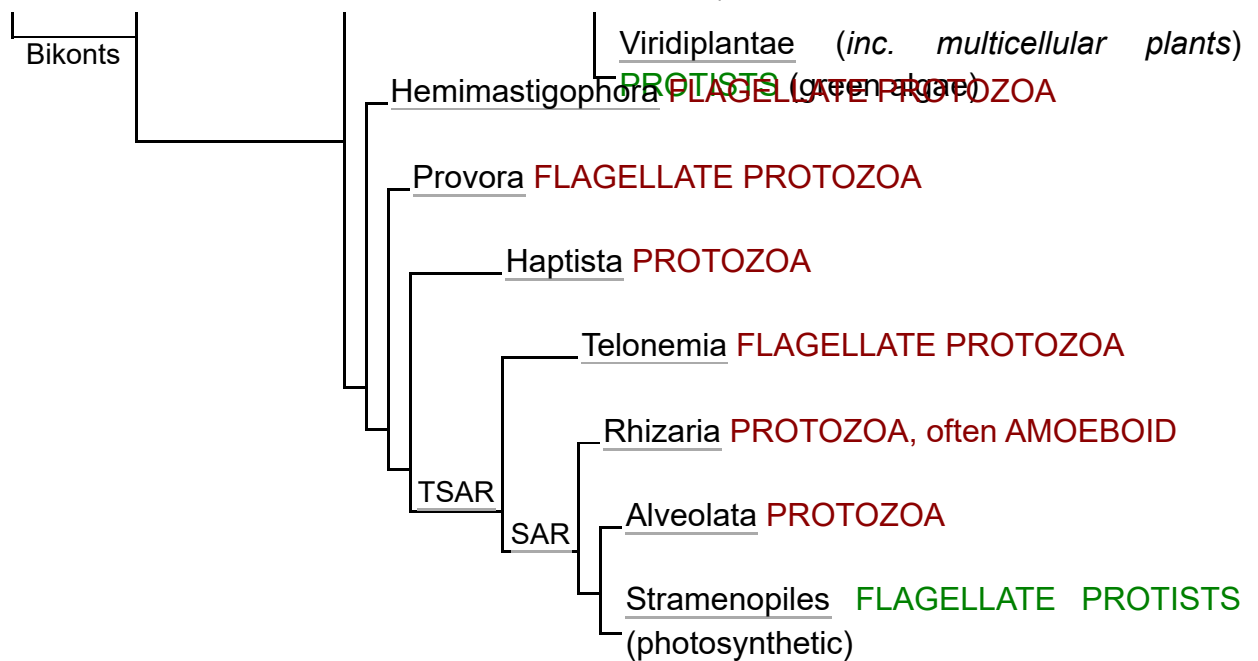 Viridiplantae (inc. multicellular plants)
Bikonts
PROTISTS (green algae)
Hemimastigophora FLAGELLATE PROTOZOA
Provora FLAGELLATE PROTOZOA
Haptista PROTOZOA
Telonemia FLAGELLATE PROTOZOA
Rhizaria PROTOZOA, often AMOEBOID
TSAR
Alveolata PROTOZOA
SAR
Stramenopiles FLAGELLATE PROTISTS
(photosynthetic)